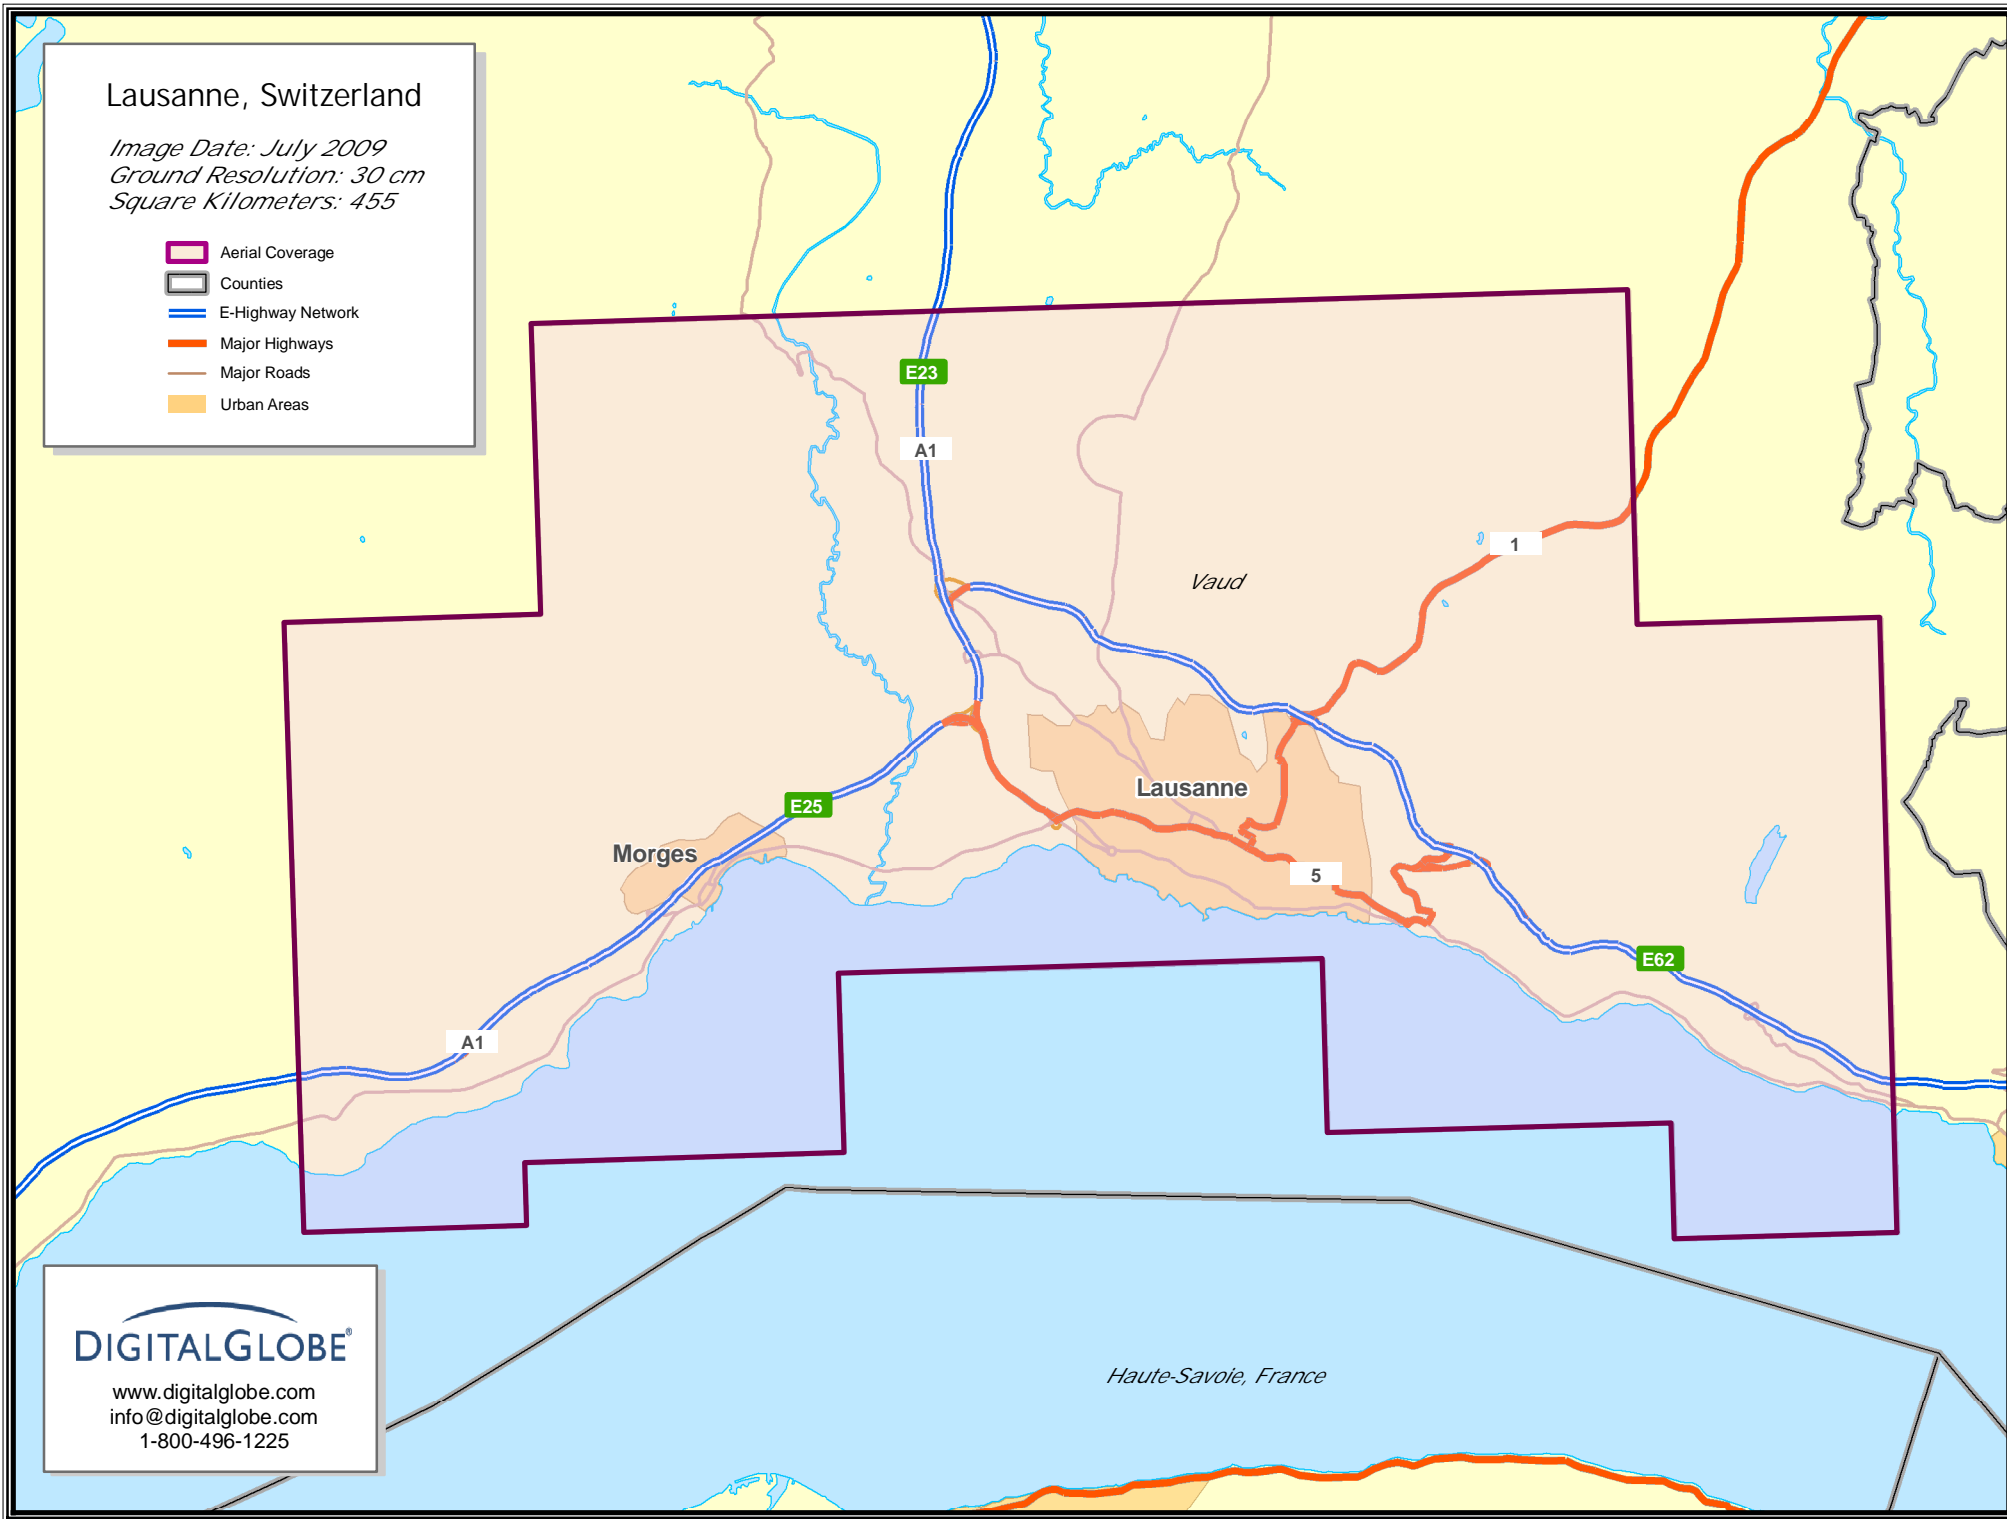 Lausanne, Switzerland
Image Date: July 2009
Ground Resolution: 30 cm
Square Kilometers: 455
Aerial Coverage
Counties
E-Highway Network
Major Highways
Major Roads
Urban Areas
E23
A1
1
Vaud
Lausanne
E25
Morges
5
E62
A1
Haute-Savoie, France
DIGITALGLOBE®
www.digitalglobe.com
info@digitalglobe.com
1-800-496-1225